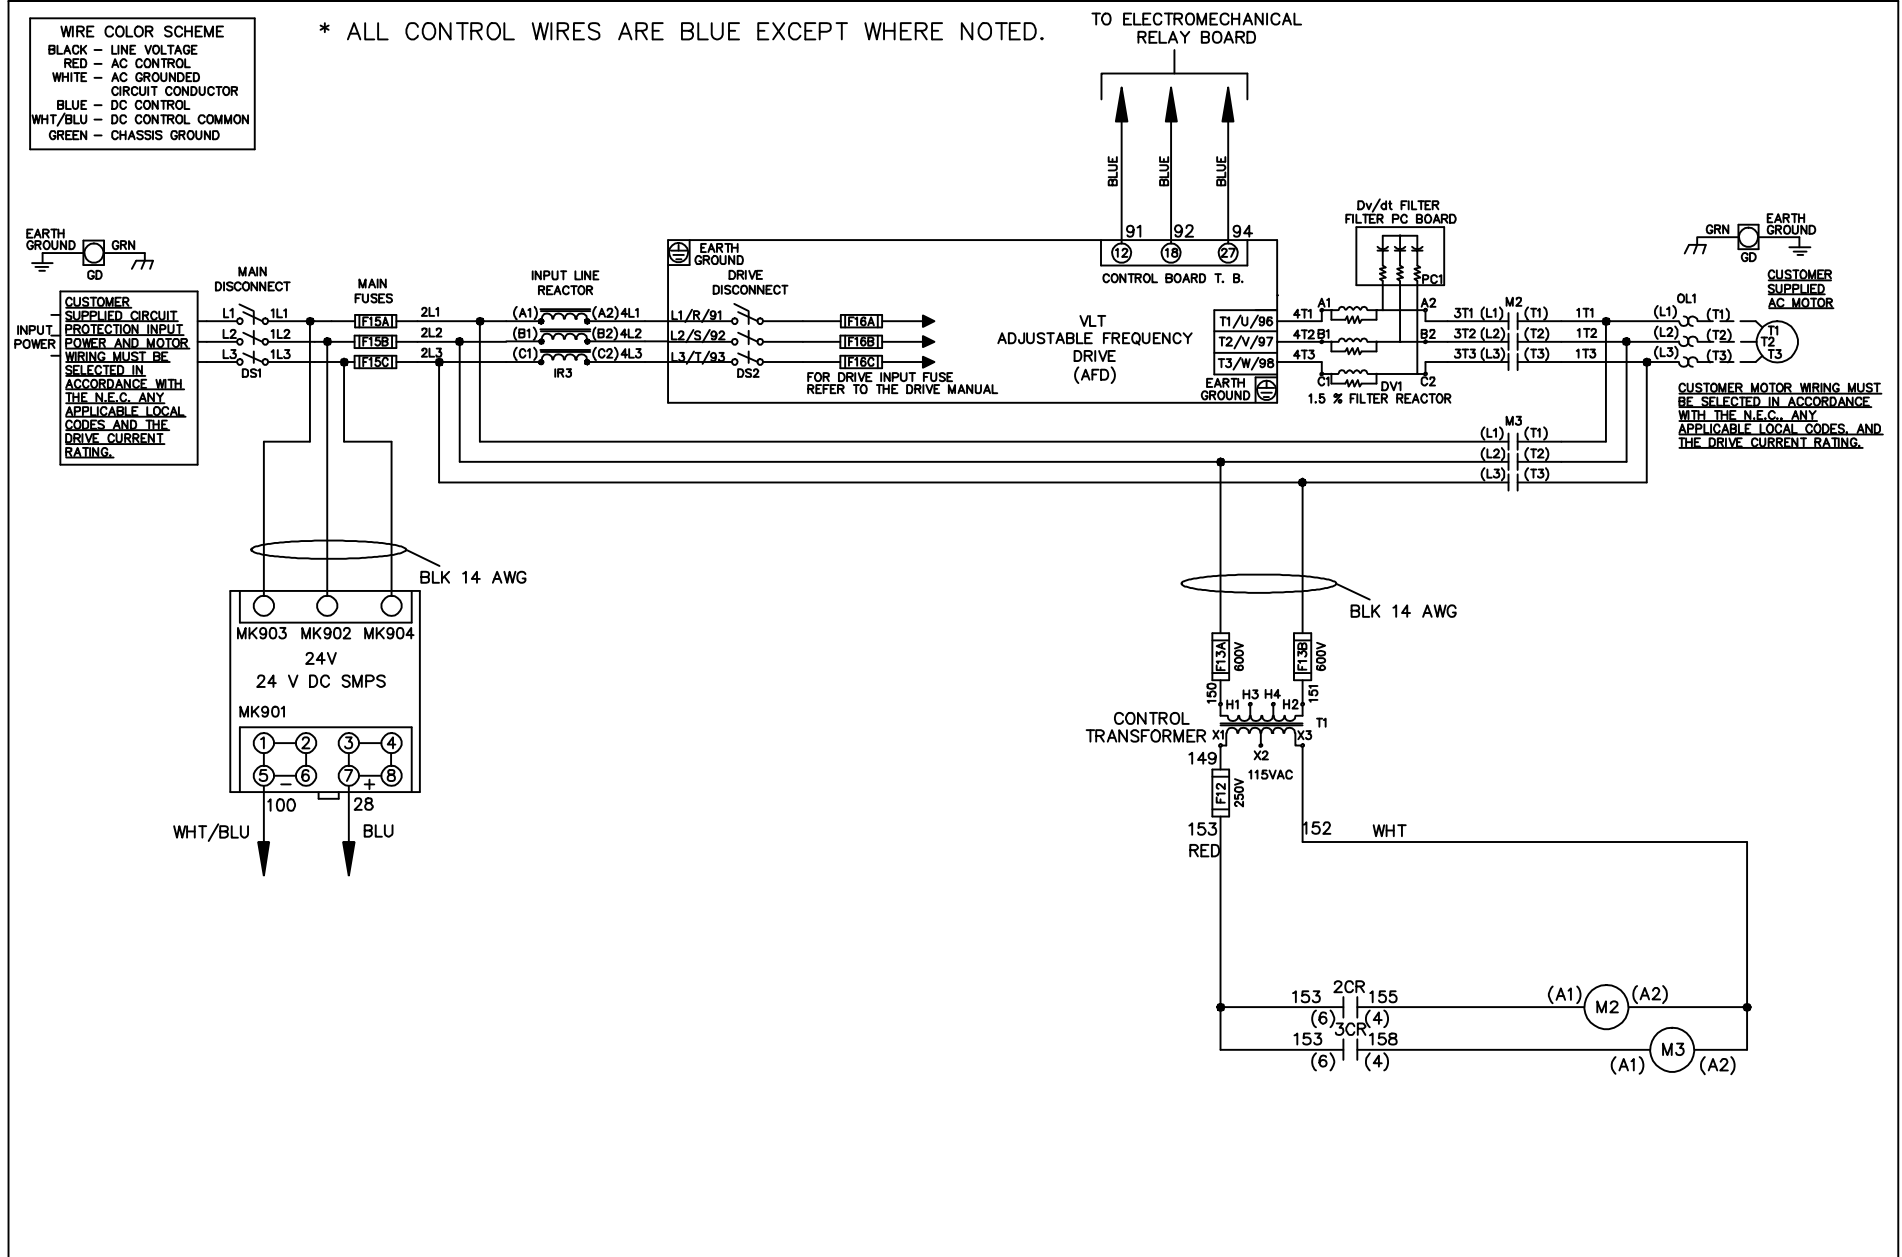 WIRE COLOR SCHEME
BLACK – LINE VOLTAGE
RED – AC CONTROL
WHITE – AC GROUNDED
CIRCUIT CONDUCTOR
BLUE – DC CONTROL
WHT/BLU – DC CONTROL COMMON
GREEN – CHASSIS GROUND
* ALL CONTROL WIRES ARE BLUE EXCEPT WHERE NOTED.
TO ELECTROMECHANICAL
RELAY BOARD
BLUE BLUE BLUE
91 92 94
12 18 27
CONTROL BOARD T. B.
EARTH
GROUND
GRN
GD
INPUT
POWER
CUSTOMER
SUPPLIED CIRCUIT
PROTECTION INPUT
POWER AND MOTOR
WIRING MUST BE
SELECTED IN
ACCORDANCE WITH
THE N.E.C. ANY
APPLICABLE LOCAL
CODES AND THE
DRIVE CURRENT
RATING.
MAIN
DISCONNECT
L1 1L1
L2 1L2
L3 1L3
DS1
MAIN
FUSES
F15A
F15B
F15C
2L1
2L2
2L3
INPUT LINE
REACTOR
(A1) (A2) 4L1
(B1) (B2) 4L2
(C1) (C2) 4L3
IR3
EARTH
GROUND
DRIVE
DISCONNECT
L1/R/91
L2/S/92
L3/T/93
DS2
F16A
F16B
F16C
FOR DRIVE INPUT FUSE
REFER TO THE DRIVE MANUAL
VLT
ADJUSTABLE FREQUENCY
DRIVE
(AFD)
T1/U/96
T2/V/97
T3/W/98
EARTH
GROUND
4T1
4T2
4T3
Dv/dt FILTER
FILTER PC BOARD
PC1
A1 A2
B1 B2
C1 C2
DV1
1.5 % FILTER REACTOR
M2
3T1 (L1) (T1) 1T1
3T2 (L2) (T2) 1T2
3T3 (L3) (T3) 1T3
M3
(L1) (T1)
(L2) (T2)
(L3) (T3)
OL1
(L1) (T1)
(L2) (T2)
(L3) (T3)
T1
T2
T3
GRN
GD
EARTH
GROUND
CUSTOMER
SUPPLIED
AC MOTOR
CUSTOMER MOTOR WIRING MUST
BE SELECTED IN ACCORDANCE
WITH THE N.E.C., ANY
APPLICABLE LOCAL CODES, AND
THE DRIVE CURRENT RATING.
BLK 14 AWG
MK903 MK902 MK904
24V
24 V DC SMPS
MK901
1 2 3 4
5 – 6 7 + 8
100 28
WHT/BLU BLU
BLK 14 AWG
F13A 600V
F13B 600V
150 151
H1 H3 H4 H2
CONTROL
TRANSFORMER
T1
X1 X2 X3
115VAC
149
F12 250V
153
RED
152 WHT
153 2CR 155
(6) (4)
(A1) M2 (A2)
153 3CR 158
(6) (4)
(A1) M3 (A2)